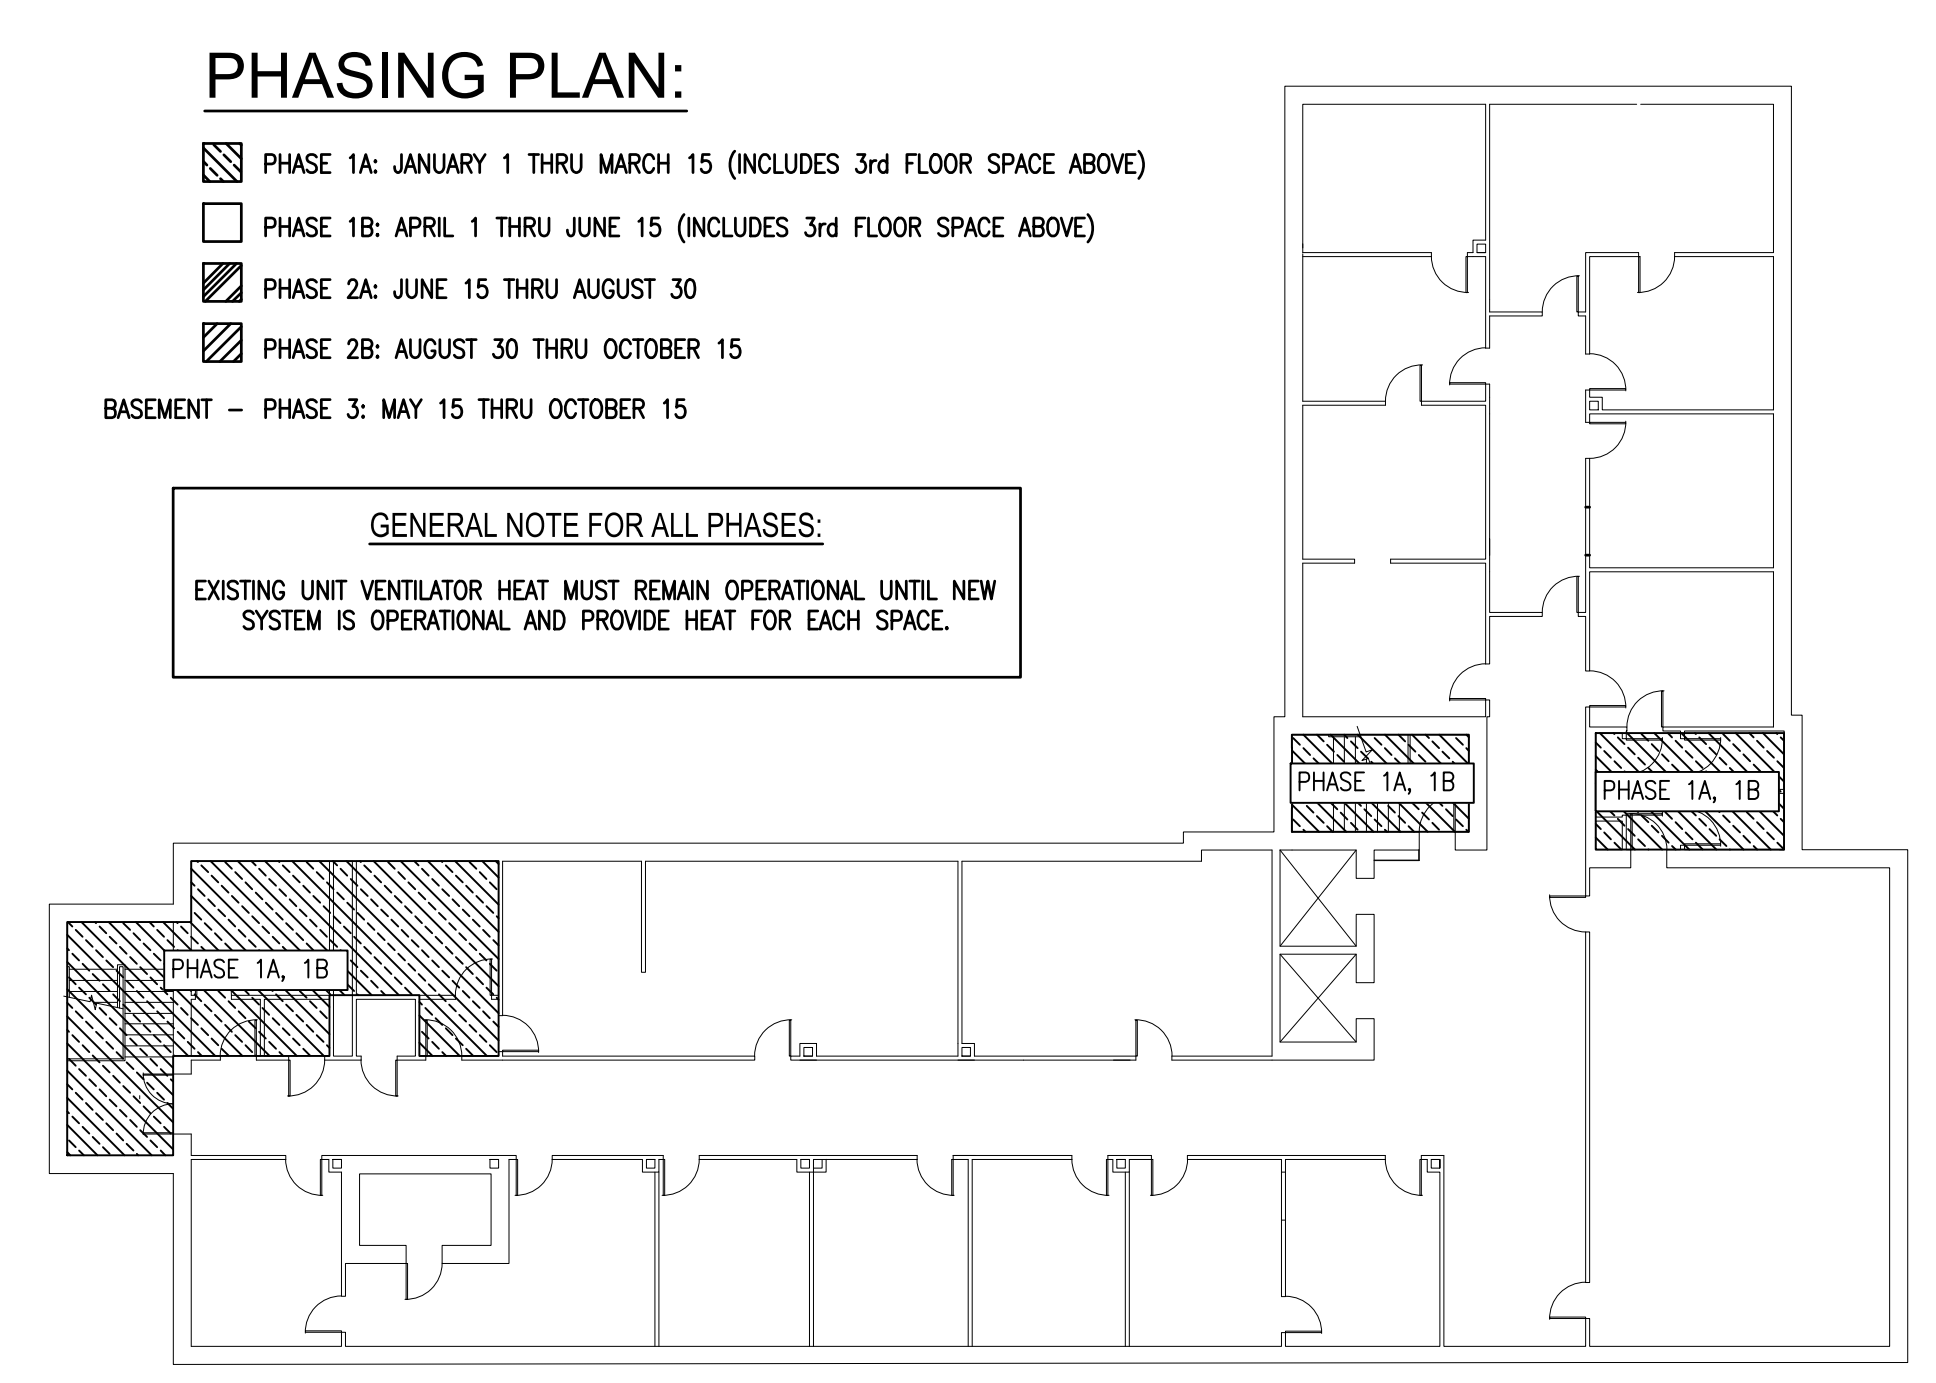 PHASING PLAN:
PHASE 1A: JANUARY 1 THRU MARCH 15 (INCLUDES 3rd FLOOR SPACE ABOVE)
PHASE 1B: APRIL 1 THRU JUNE 15 (INCLUDES 3rd FLOOR SPACE ABOVE)
PHASE 2A: JUNE 15 THRU AUGUST 30
PHASE 2B: AUGUST 30 THRU OCTOBER 15
BASEMENT - PHASE 3: MAY 15 THRU OCTOBER 15
GENERAL NOTE FOR ALL PHASES:
EXISTING UNIT VENTILATOR HEAT MUST REMAIN OPERATIONAL UNTIL NEW
SYSTEM IS OPERATIONAL AND PROVIDE HEAT FOR EACH SPACE.
PHASE 1A, 1B
PHASE 1A, 1B
PHASE 1A, 1B